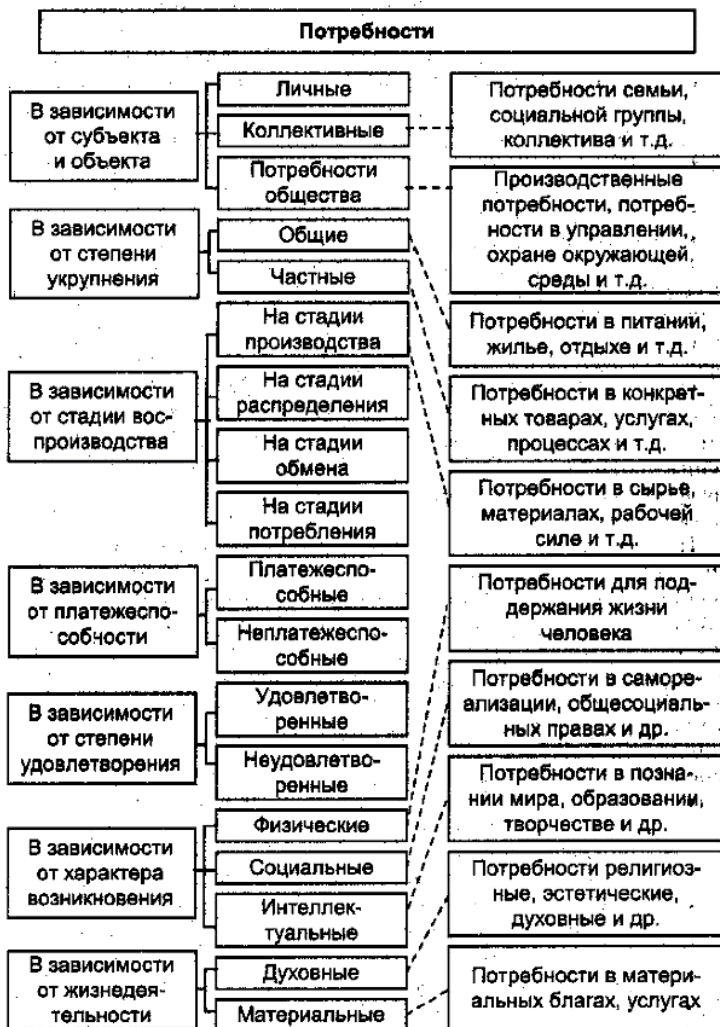 Потребности
В зависимости
от субъекта
и объекта
Личные
Коллективные
Потребности
общества
Потребности семьи,
социальной группы,
коллектива и т.д.
Производственные
потребности, потреб-
ности в управлении,
охране окружающей
среды и т.д.
В зависимости
от степени
укрупнения
Общие
Частные
Потребности в питании,
жилье, отдыхе и т.д.
Потребности в конкрет-
ных товарах, услугах,
процессах и т.д.
В зависимости
от стадии вос-
производства
На стадии
производства
На стадии
распределения
На стадии
обмена
На стадии
потребления
Потребности в сырье,
материалах, рабочей
силе и т.д.
В зависимости
от платежеспо-
собности
Платежеспо-
собные
Неплатежеспо-
собные
В зависимости
от степени
удовлетворения
Удовлетво-
ренные
Неудовлетво-
ренные
В зависимости
от характера
возникновения
Физические
Социальные
Интеллек-
туальные
Потребности для под-
держания жизни
человека
Потребности в саморе-
ализации, общесоциаль-
ных правах и др.
Потребности в позна-
нии мира, образовании,
творчестве и др.
В зависимости
от жизнедея-
тельности
Духовные
Материальные
Потребности религиоз-
ные, эстетические,
духовные и др.
Потребности в матери-
альных благах, услугах